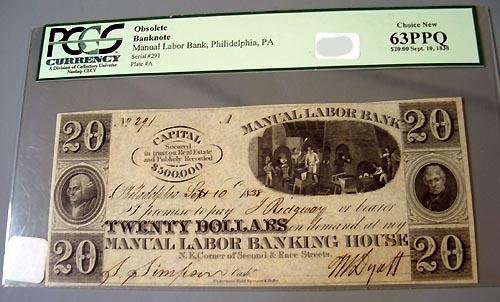 PCGS
CURRENCY
A Division of Collectors Universe
Nasdaq: CLCT
Obsolete
Banknote
Manual Labor Bank, Philidelphia, PA
Serial #291
Plate #A
Choice New
63PPQ
$20.00 Sept. 10, 1838
20
No 291
A
MANUAL LABOR BANK
20
CAPITAL
Secured
in trust on Real Estate
and Publicly Recorded
$500,000
Philadelphia Sept 10 1838
I promise to pay J Ridgway or bearer
TWENTY DOLLARS on demand at my
MANUAL LABOR BANKING HOUSE
N.E. Corner of Second & Race Streets.
20
S. J. Simpson Cash
TW Dyott
20